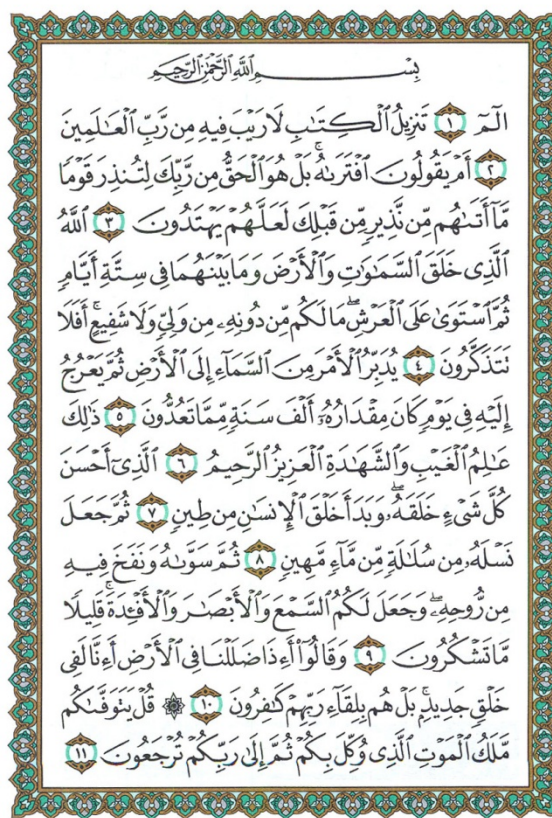 بِسْمِ ٱللَّهِ ٱلرَّحْمَٰنِ ٱلرَّحِيمِ
الٓمٓ ١ تَنزِيلُ ٱلْكِتَٰبِ لَا رَيْبَ فِيهِ مِن رَّبِّ ٱلْعَٰلَمِينَ
٢ أَمْ يَقُولُونَ ٱفْتَرَىٰهُ ۚ بَلْ هُوَ ٱلْحَقُّ مِن رَّبِّكَ لِتُنذِرَ قَوْمًا
مَّآ أَتَىٰهُم مِّن نَّذِيرٍ مِّن قَبْلِكَ لَعَلَّهُمْ يَهْتَدُونَ ٣ ٱللَّهُ
ٱلَّذِى خَلَقَ ٱلسَّمَٰوَٰتِ وَٱلْأَرْضَ وَمَا بَيْنَهُمَا فِى سِتَّةِ أَيَّامٍ
ثُمَّ ٱسْتَوَىٰ عَلَى ٱلْعَرْشِ ۖ مَا لَكُم مِّن دُونِهِۦ مِن وَلِىٍّ وَلَا شَفِيعٍ ۚ أَفَلَا
تَتَذَكَّرُونَ ٤ يُدَبِّرُ ٱلْأَمْرَ مِنَ ٱلسَّمَآءِ إِلَى ٱلْأَرْضِ ثُمَّ يَعْرُجُ
إِلَيْهِ فِى يَوْمٍ كَانَ مِقْدَارُهُۥٓ أَلْفَ سَنَةٍ مِّمَّا تَعُدُّونَ ٥ ذَٰلِكَ
عَٰلِمُ ٱلْغَيْبِ وَٱلشَّهَٰدَةِ ٱلْعَزِيزُ ٱلرَّحِيمُ ٦ ٱلَّذِىٓ أَحْسَنَ
كُلَّ شَىْءٍ خَلَقَهُۥ ۖ وَبَدَأَ خَلْقَ ٱلْإِنسَٰنِ مِن طِينٍ ٧ ثُمَّ جَعَلَ
نَسْلَهُۥ مِن سُلَٰلَةٍ مِّن مَّآءٍ مَّهِينٍ ٨ ثُمَّ سَوَّىٰهُ وَنَفَخَ فِيهِ
مِن رُّوحِهِۦ ۖ وَجَعَلَ لَكُمُ ٱلسَّمْعَ وَٱلْأَبْصَٰرَ وَٱلْأَفْـِٔدَةَ ۚ قَلِيلًا
مَّا تَشْكُرُونَ ٩ وَقَالُوٓا۟ أَءِذَا ضَلَلْنَا فِى ٱلْأَرْضِ أَءِنَّا لَفِى
خَلْقٍ جَدِيدٍۭ ۚ بَلْ هُم بِلِقَآءِ رَبِّهِمْ كَٰفِرُونَ ١٠ ۞ قُلْ يَتَوَفَّىٰكُم
مَّلَكُ ٱلْمَوْتِ ٱلَّذِى وُكِّلَ بِكُمْ ثُمَّ إِلَىٰ رَبِّكُمْ تُرْجَعُونَ ١١